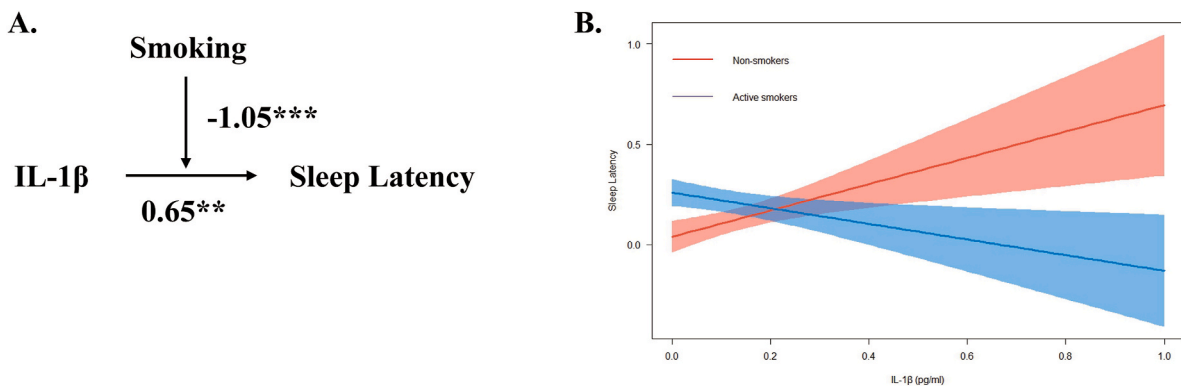 A.
Smoking
-1.05***
IL-1β
Sleep Latency
0.65**
B.
Non-smokers
Active smokers
Sleep Latency
1.0
0.5
0.0
0.0
0.2
0.4
0.6
0.8
1.0
IL-1β (pg/ml)